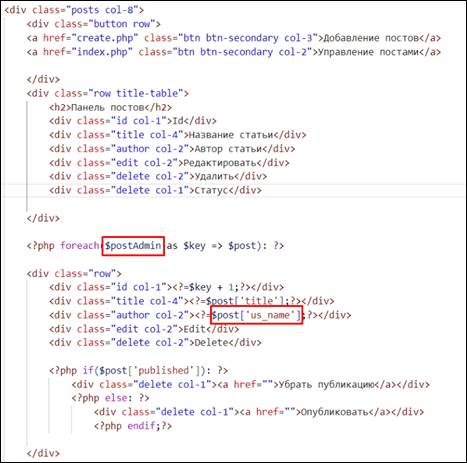 <div class="posts col-8">
<div class="button row">
<a href="create.php" class="btn btn-secondary col-3">Добавление постов</a>
<a href="index.php" class="btn btn-secondary col-2">Управление постами</a>
</div>
<div class="row title-table">
<h2>Панель постов</h2>
<div class="id col-1">Id</div>
<div class="title col-4">Название статьи</div>
<div class="author col-2">Автор статьи</div>
<div class="edit col-2">Редактировать</div>
<div class="delete col-2">Удалить</div>
<div class="delete col-1">Статус</div>
</div>
<?php foreach($postAdmin as $key => $post): ?>
<div class="row">
<div class="id col-1"><?=$key + 1;?></div>
<div class="title col-4"><?=$post['title'];?></div>
<div class="author col-2"><?=$post['us_name'];?></div>
<div class="edit col-2">Edit</div>
<div class="delete col-2">Delete</div>
<?php if($post['published']): ?>
<div class="delete col-1"><a href="">Убрать публикацию</a></div>
<?php else: ?>
<div class="delete col-1"><a href="">Опубликовать</a></div>
<?php endif;?>
</div>